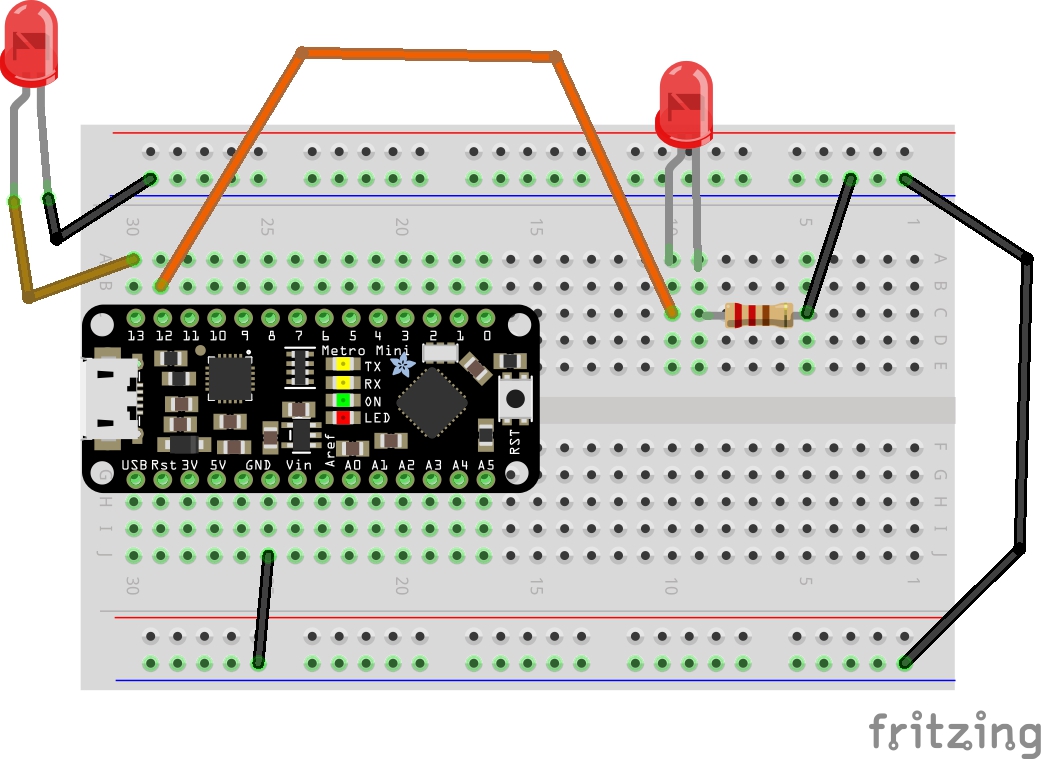 30 25 15 10 5 1
A A
B B
C
D
E
13 12 11 10 9 8 7 6 5 4 3 2 1 0
Metro Mini
TX
RX
ON
LED
RST
Aref
USB Rst 3V 5V GND Vin A0 A1 A2 A3 A4 A5
F
G G
H H
I I
J J
30 20 15 10 5 1
fritzing